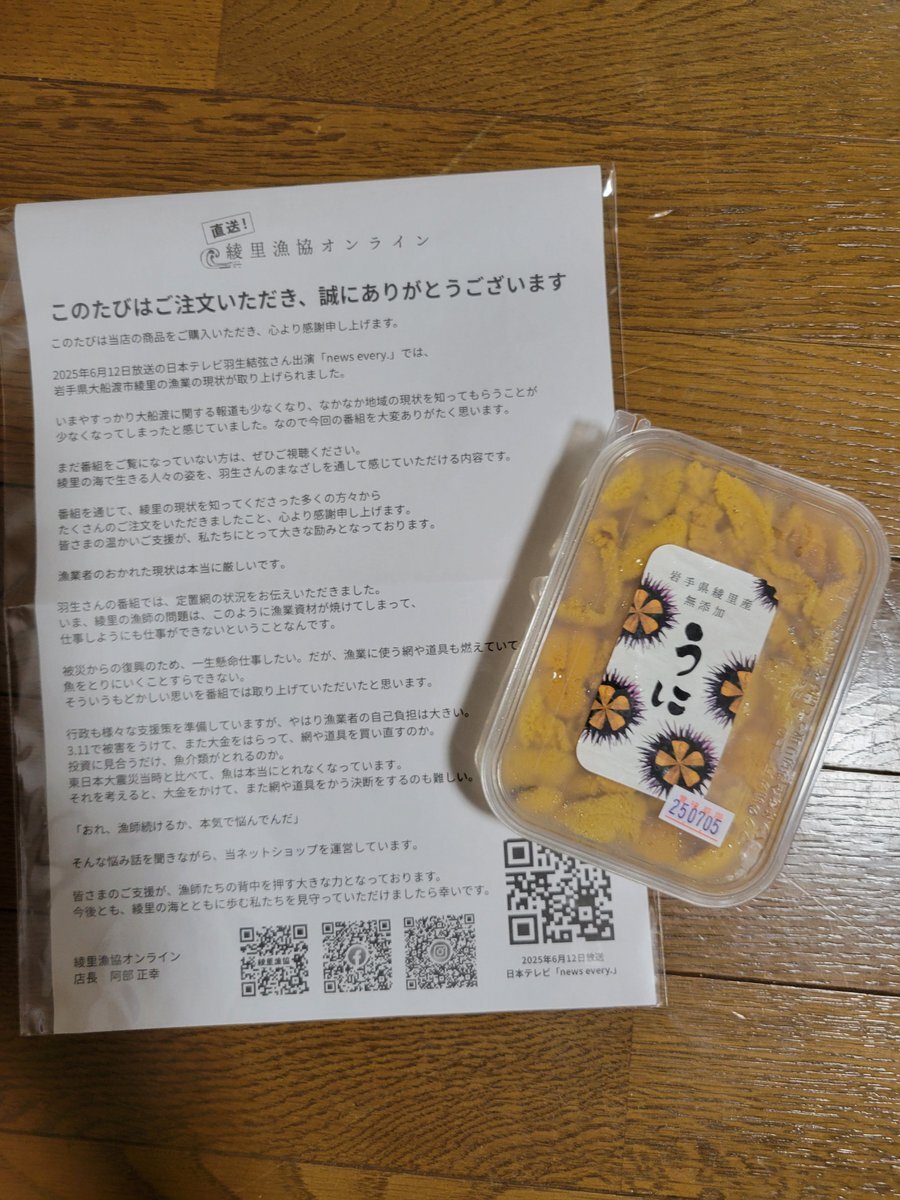 直送！
綾里漁協オンライン
このたびはご注文いただき、誠にありがとうございます
このたびは当店の商品をご購入いただき、心より感謝申し上げます。
2025年6月12日放送の日本テレビ羽生結弦さん出演「news every.」では、
岩手県大船渡市綾里の漁業の現状が取り上げられました。
いまやすっかり大船渡に関する報道も少なくなり、なかなか地域の現状を知ってもらうことが
少なくなってしまったと感じていました。なので今回の番組を大変ありがたく思います。
まだ番組をご覧になっていない方は、ぜひご視聴ください。
綾里の海で生きる人々の姿を、羽生さんのまなざしを通して感じていただける内容です。
番組を通じて、綾里の現状を知ってくださった多くの方々から
たくさんのご注文をいただきましたこと、心より感謝申し上げます。
皆さまの温かいご支援が、私たちにとって大きな励みとなっております。
漁業者のおかれた現状は本当に厳しいです。
羽生さんの番組では、定置網の状況をお伝えいただきました。
いま、綾里の漁師の問題は、このように漁業資材が焼けてしまって、
仕事しようにも仕事ができないということなんです。
被災からの復興のため、一生懸命仕事したい。だが、漁業に使う網や道具も燃えていて
魚をとりにいくことすらできない。
そういうもどかしい思いを番組では取り上げていただいたと思います。
行政も様々な支援策を準備していますが、やはり漁業者の自己負担は大きい。
3.11で被害をうけて、また大金をはらって、網や道具を買い直すのか。
投資に見合うだけ、魚介類がとれるのか。
東日本大震災当時と比べて、魚は本当にとれなくなっています。
それを考えると、大金をかけて、また網や道具をかう決断をするのも難しい。
「おれ、漁師続けるか、本気で悩んでんだ」
そんな悩み話を聞きながら、当ネットショップを運営しています。
皆さまのご支援が、漁師たちの背中を押す大きな力となっております。
今後とも、綾里の海とともに歩む私たちを見守っていただけましたら幸いです。
綾里漁協オンライン
店長 阿部 正幸
綾里漁協
2025年6月12日放送
日本テレビ「news every.」
岩手県綾里産
無添加
うに
250705